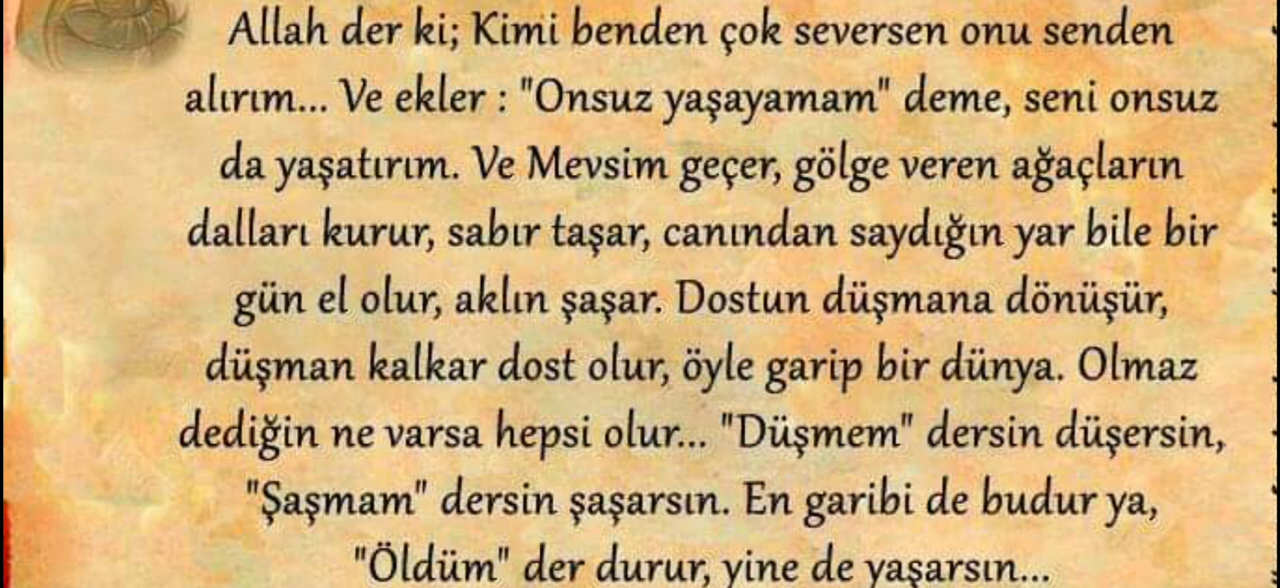 Allah der ki; Kimi benden çok seversen onu senden
alırım... Ve ekler : "Onsuz yaşayamam" deme, seni onsuz
da yaşatırım. Ve Mevsim geçer, gölge veren ağaçların
dalları kurur, sabır taşar, canından saydığın yar bile bir
gün el olur, aklın şaşar. Dostun düşmana dönüşür,
düşman kalkar dost olur, öyle garip bir dünya. Olmaz
dediğin ne varsa hepsi olur... "Düşmem" dersin düşersin,
"Şaşmam" dersin şaşarsın. En garibi de budur ya,
"Öldüm" der durur, yine de yaşarsın...